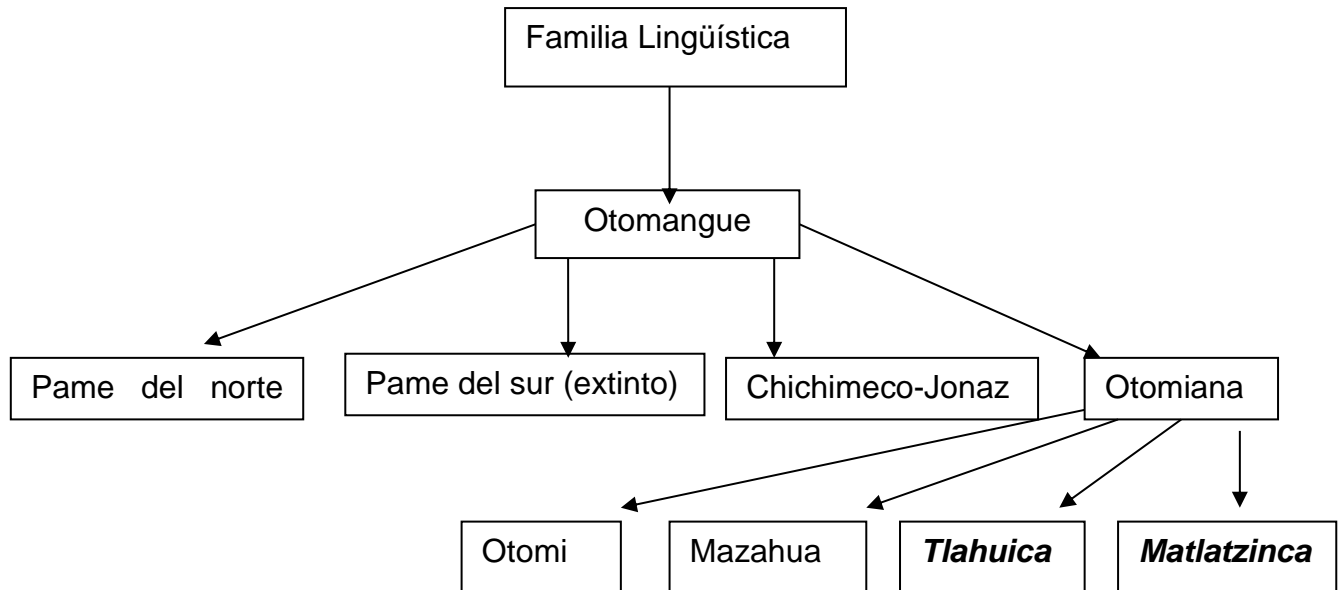 Familia Lingüística
Otomangue
Pame del norte
Pame del sur (extinto)
Chichimeco-Jonaz
Otomiana
Otomi
Mazahua
Tlahuica
Matlatzinca